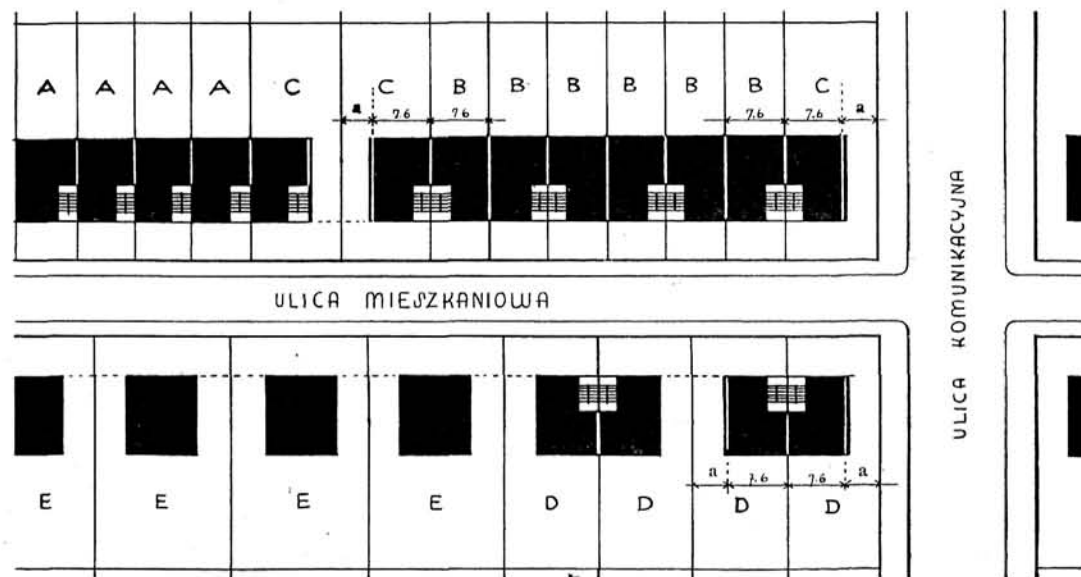 A A A A C C B B B B B B C
a 7.6 7.6 7.6 7.6 a
ULICA MIESZKANIOWA
ULICA KOMUNIKACYJNA
a 7.6 7.6 a
E E E E D D D D